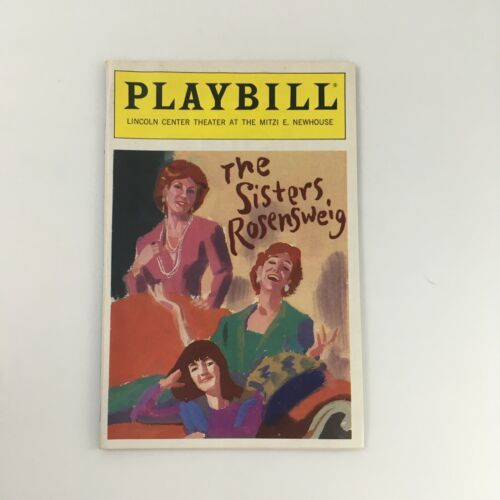 PLAYBILL®
LINCOLN CENTER THEATER AT THE MITZI E. NEWHOUSE
The
Sisters
Rosensweig